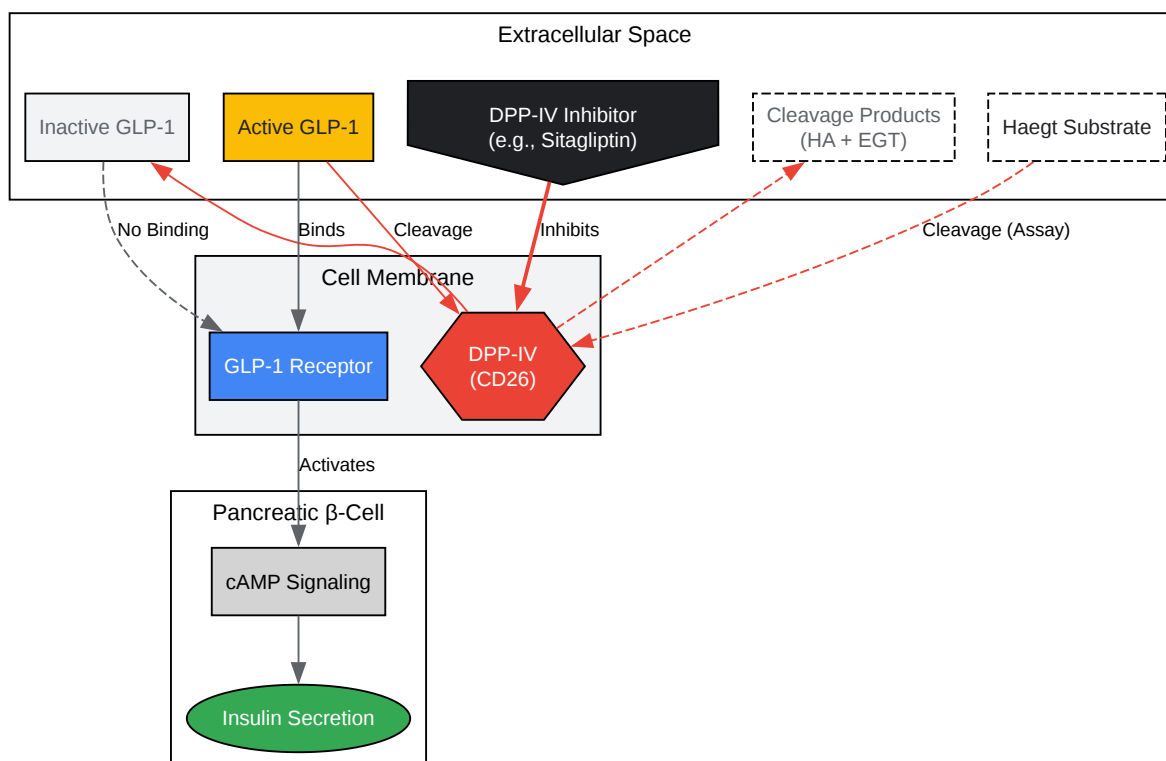 Extracellular Space
Inactive GLP-1
Active GLP-1
DPP-IV Inhibitor
(e.g., Sitagliptin)
Cleavage Products
(HA + EGT)
Haegt Substrate
No Binding
Binds
Cleavage
Inhibits
Cleavage (Assay)
Cell Membrane
GLP-1 Receptor
DPP-IV
(CD26)
Activates
Pancreatic β-Cell
cAMP Signaling
Insulin Secretion